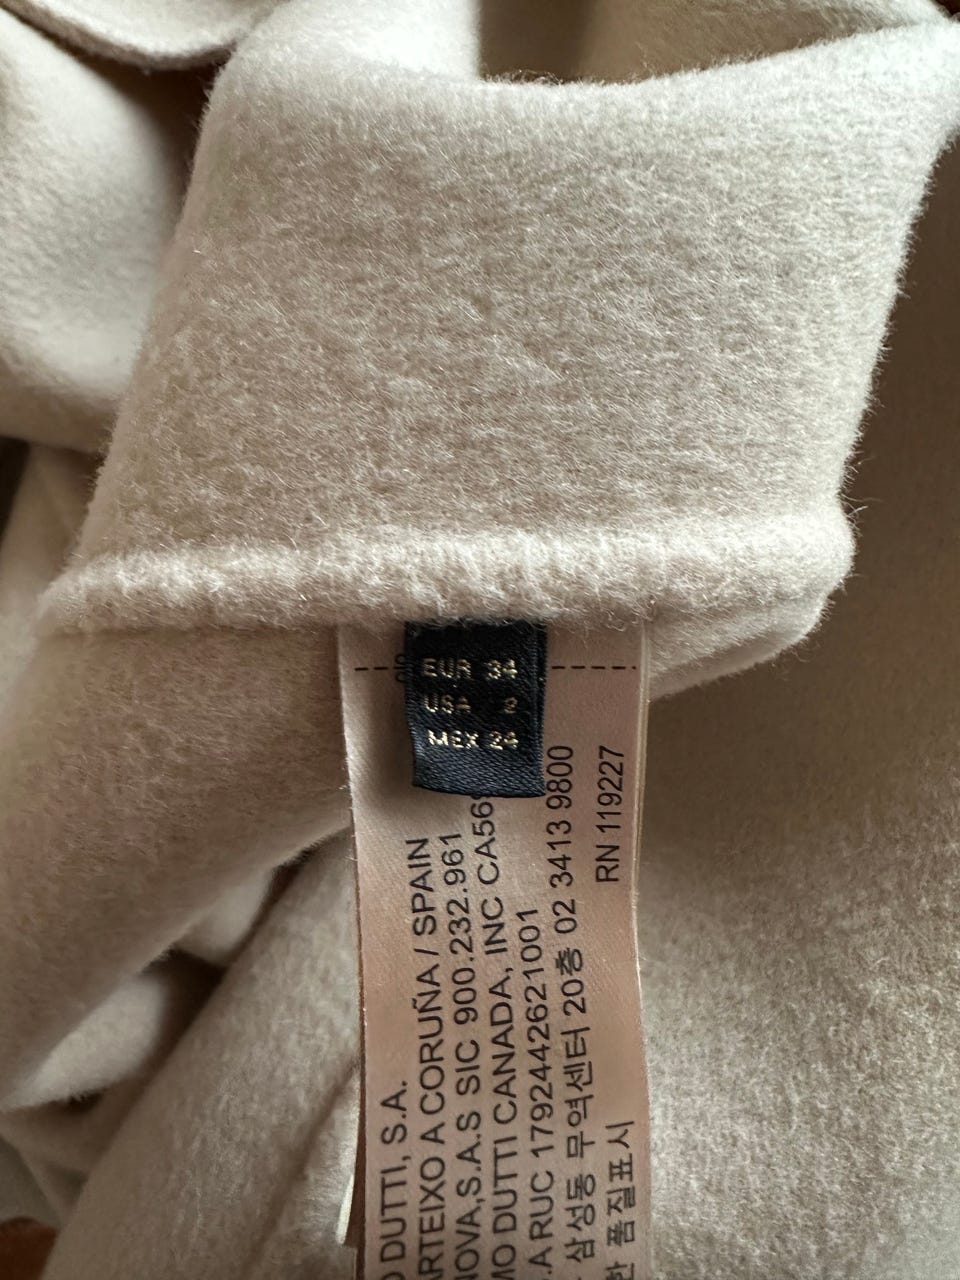 EUR 34
USA 2
MEX 24
DUTTI, S.A.
ARTEIXO A CORUÑA / SPAIN
NOVA,S.A.S SIC 900.232.961
DUTTI CANADA, INC CA56
.A RUC 1792442621001
삼성동 무역센터 20층 02 3413 9800
품질표시
RN 119227